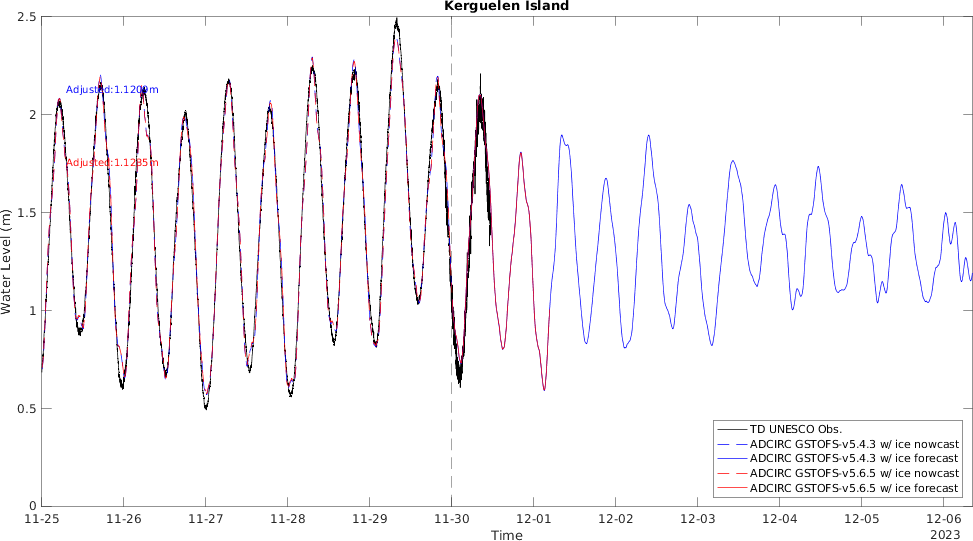 Kerguelen Island
2.5
2
1.5
1
0.5
0
Water Level (m)
Adjusted:1.1209m
Adjusted:1.1285m
TD UNESCO Obs.
ADCIRC GSTOFS-v5.4.3 w/ ice nowcast
ADCIRC GSTOFS-v5.4.3 w/ ice forecast
ADCIRC GSTOFS-v5.6.5 w/ ice nowcast
ADCIRC GSTOFS-v5.6.5 w/ ice forecast
11-25 11-26 11-27 11-28 11-29 11-30 12-01 12-02 12-03 12-04 12-05 12-06
2023
Time